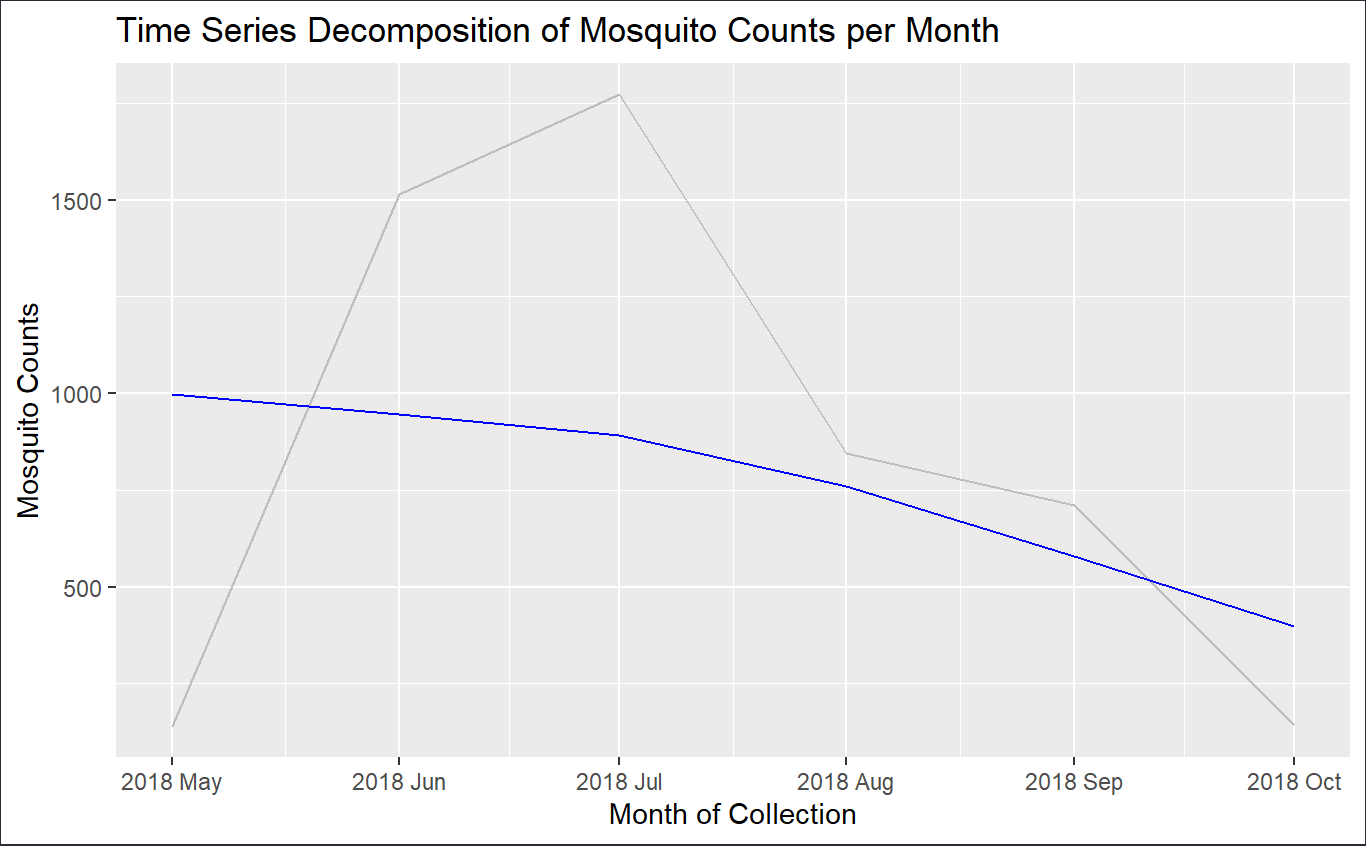 Time Series Decomposition of Mosquito Counts per Month
Mosquito Counts
1500
1000
500
2018 May 2018 Jun 2018 Jul 2018 Aug 2018 Sep 2018 Oct
Month of Collection